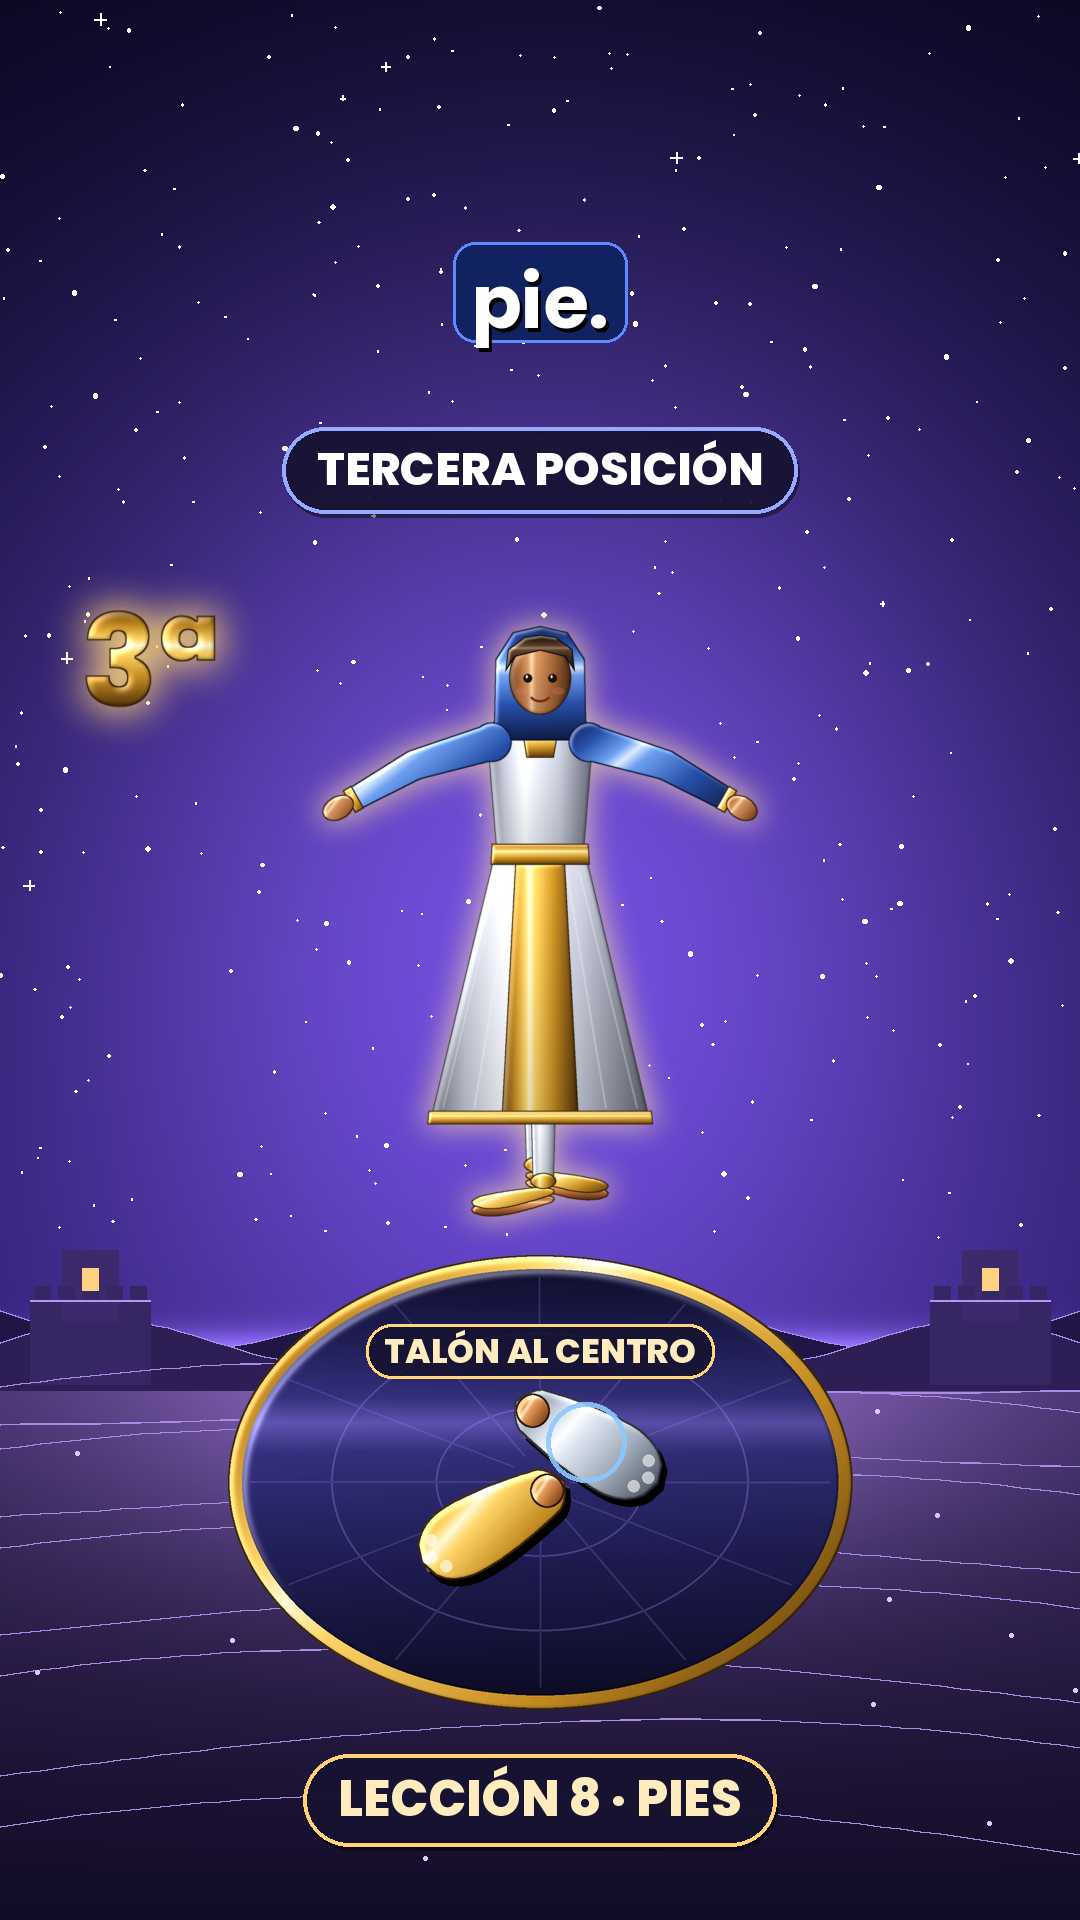 pie.
TERCERA POSICIÓN
3ª
TALÓN AL CENTRO
LECCIÓN 8 · PIES